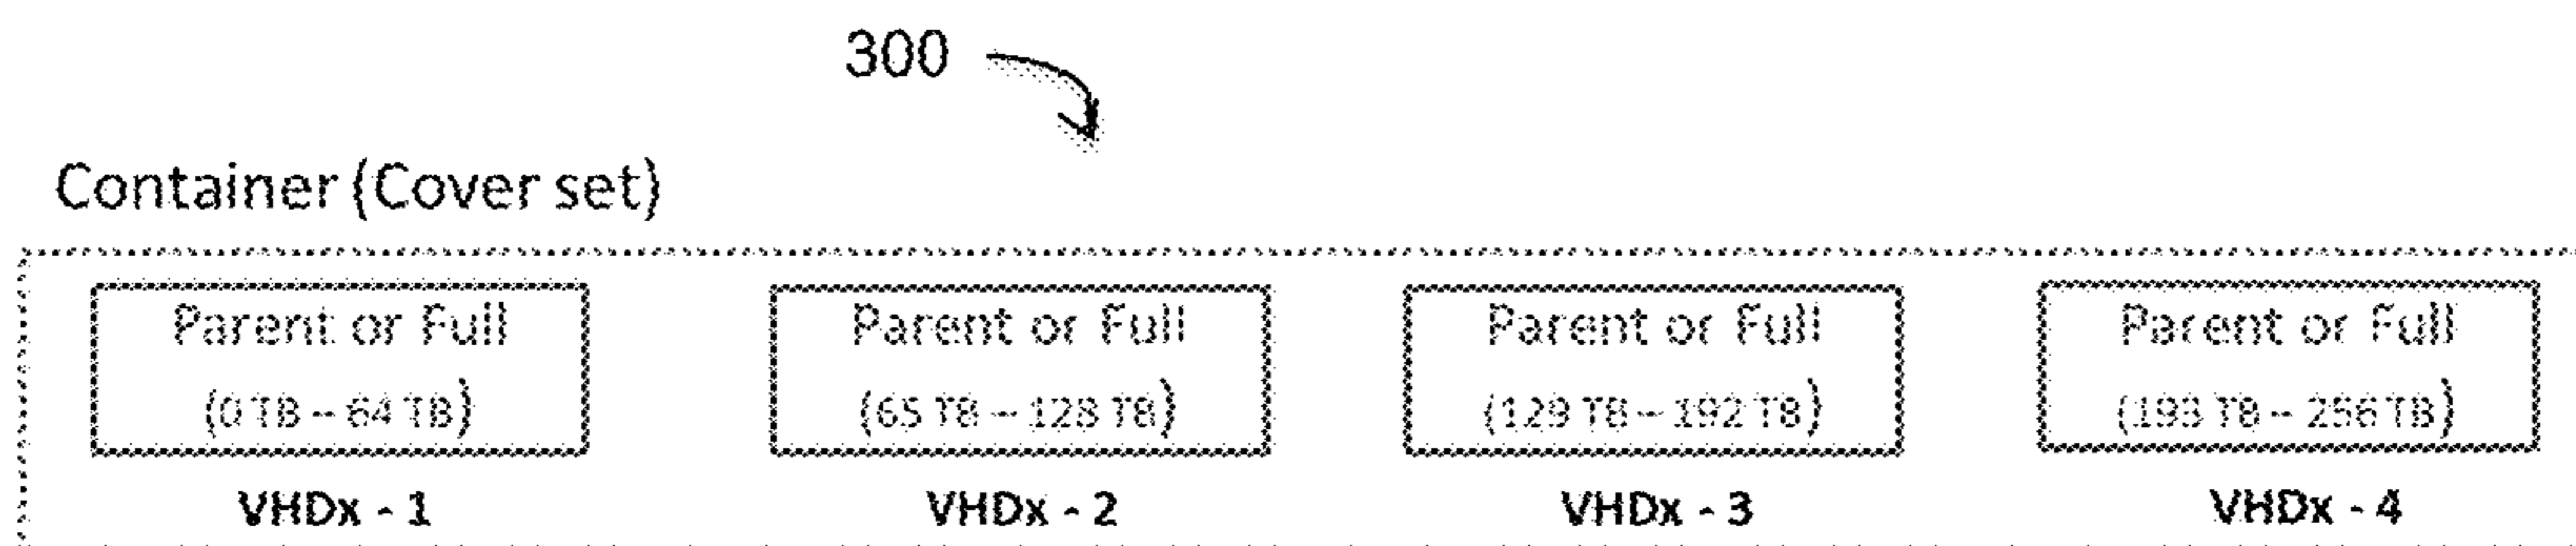 300
Container (Cover set)
Parent or Full
(0 TB – 64 TB)
VHDx - 1
Parent or Full
(65 TB – 128 TB)
VHDx - 2
Parent or Full
(129 TB – 192 TB)
VHDx - 3
Parent or Full
(193 TB – 256 TB)
VHDx - 4